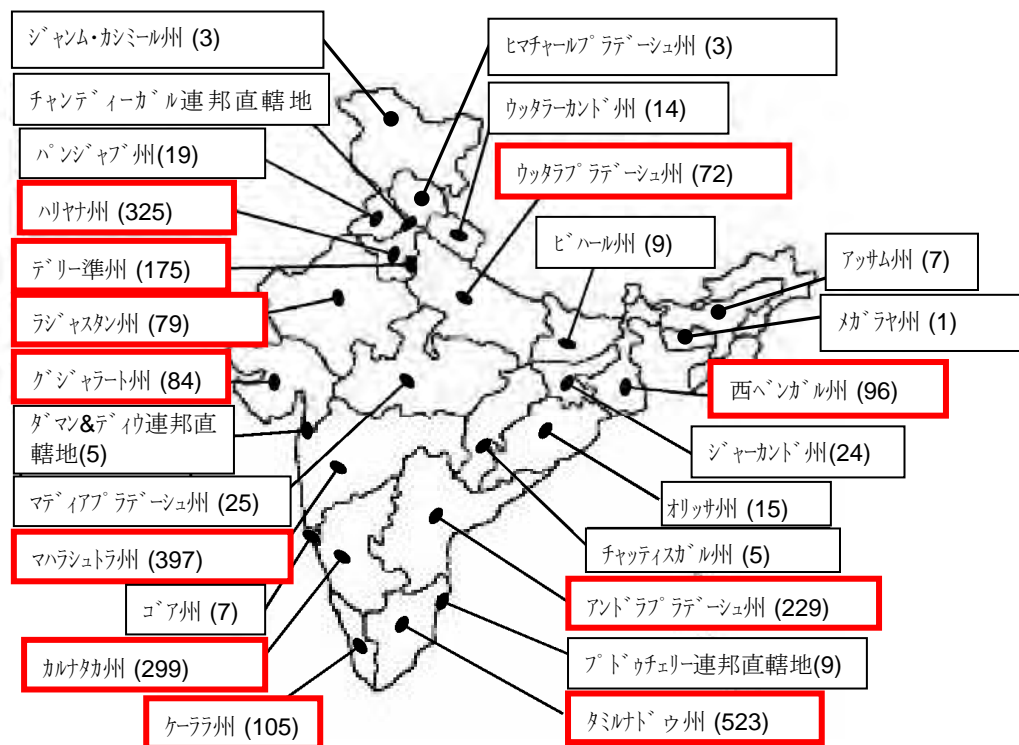 ジャンム・カシミール州 (3)
ヒマチャールプラデーシュ州 (3)
チャンディーガル連邦直轄地
ウッタラーカンド州 (14)
パンジャブ州(19)
ウッタラプラデーシュ州 (72)
ハリヤナ州 (325)
ビハール州 (9)
デリー準州 (175)
アッサム州 (7)
ラジャスタン州 (79)
メガラヤ州 (1)
グジャラート州 (84)
西ベンガル州 (96)
ダマン&ディウ連邦直
轄地(5)
ジャーカンド州(24)
マディアプラデーシュ州 (25)
オリッサ州 (15)
マハラシュトラ州 (397)
チャッティスガル州 (5)
ゴア州 (7)
アンドラプラデーシュ州 (229)
カルナタカ州 (299)
プドゥチェリー連邦直轄地(9)
ケーララ州 (105)
タミルナドゥ州 (523)